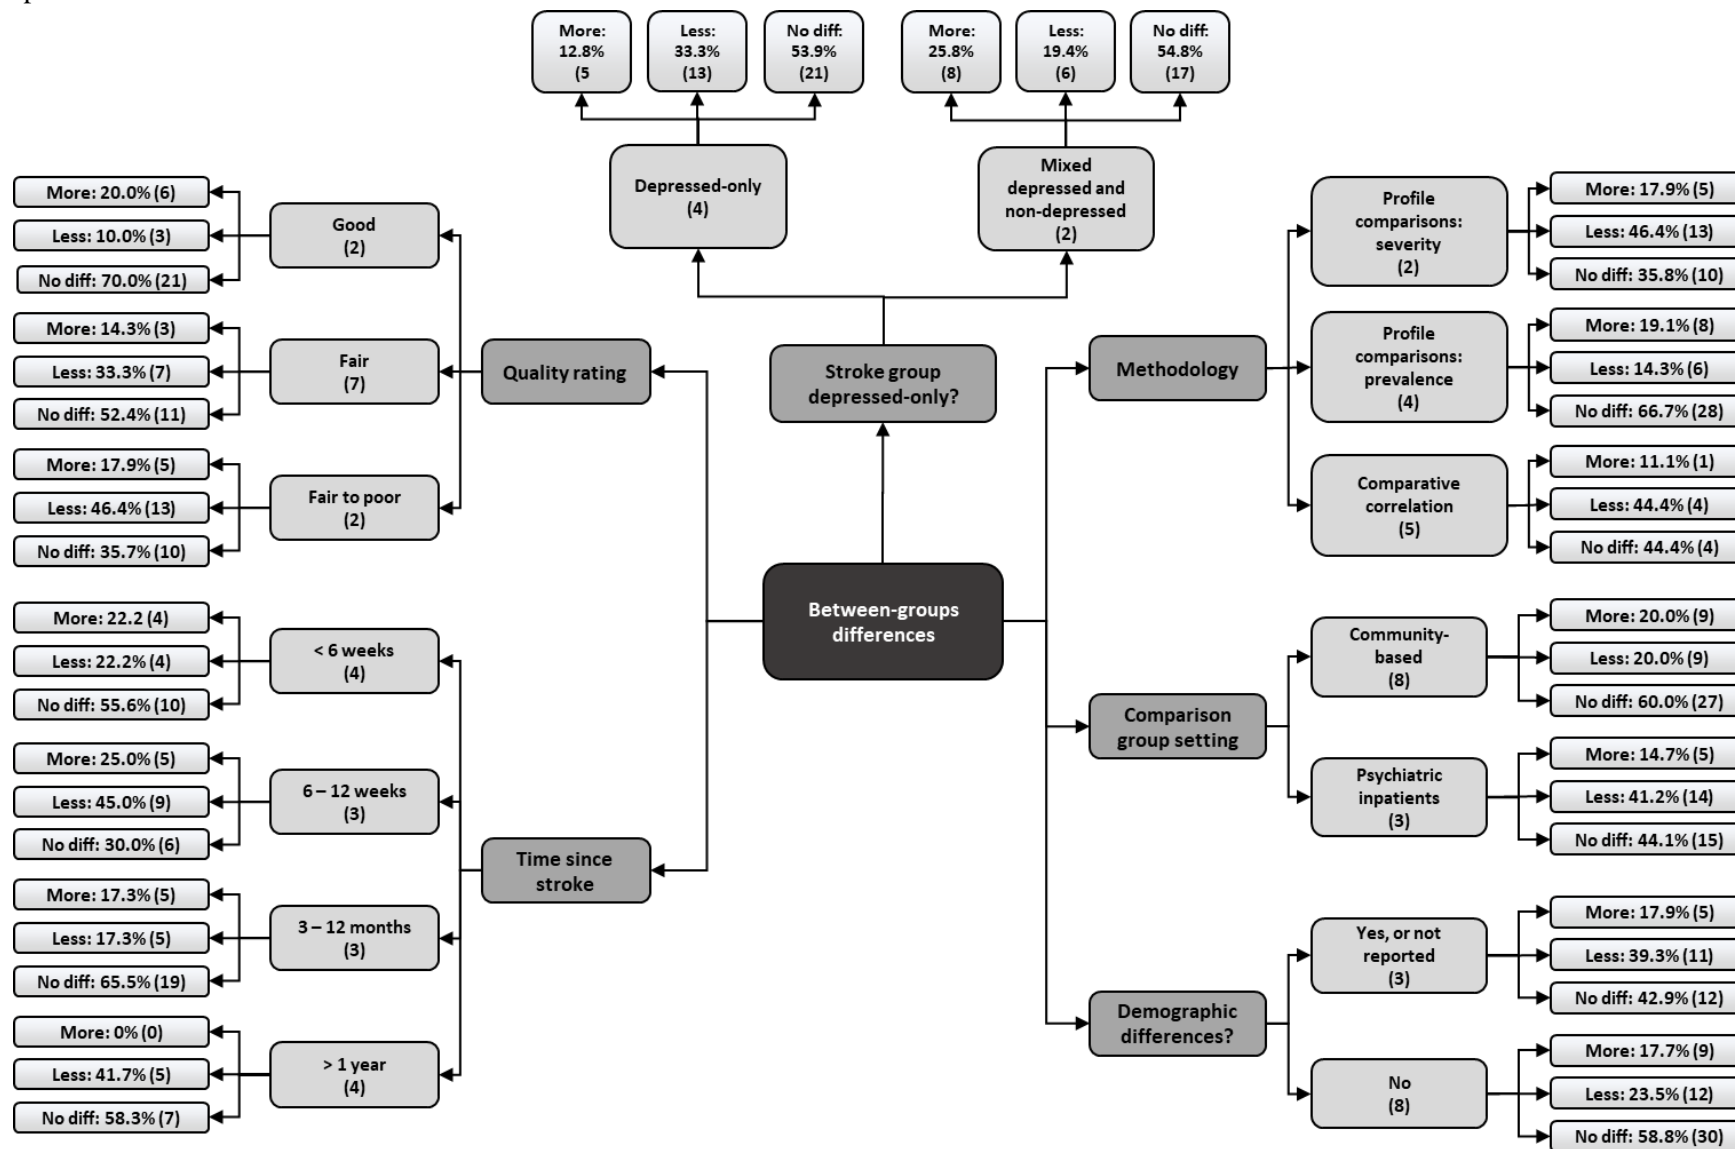 More:
12.8%
(5
Less:
33.3%
(13)
No diff:
53.9%
(21)
More:
25.8%
(8)
Less:
19.4%
(6)
No diff:
54.8%
(17)
Depressed-only
(4)
Mixed
depressed and
non-depressed
(2)
Stroke group
depressed-only?
Between-groups
differences
Quality rating
Good
(2)
More: 20.0% (6)
Less: 10.0% (3)
No diff: 70.0% (21)
Fair
(7)
More: 14.3% (3)
Less: 33.3% (7)
No diff: 52.4% (11)
Fair to poor
(2)
More: 17.9% (5)
Less: 46.4% (13)
No diff: 35.7% (10)
Time since
stroke
< 6 weeks
(4)
More: 22.2 (4)
Less: 22.2% (4)
No diff: 55.6% (10)
6 – 12 weeks
(3)
More: 25.0% (5)
Less: 45.0% (9)
No diff: 30.0% (6)
3 – 12 months
(3)
More: 17.3% (5)
Less: 17.3% (5)
No diff: 65.5% (19)
> 1 year
(4)
More: 0% (0)
Less: 41.7% (5)
No diff: 58.3% (7)
Methodology
Profile
comparisons:
severity
(2)
More: 17.9% (5)
Less: 46.4% (13)
No diff: 35.8% (10)
Profile
comparisons:
prevalence
(4)
More: 19.1% (8)
Less: 14.3% (6)
No diff: 66.7% (28)
Comparative
correlation
(5)
More: 11.1% (1)
Less: 44.4% (4)
No diff: 44.4% (4)
Comparison
group setting
Community-
based
(8)
More: 20.0% (9)
Less: 20.0% (9)
No diff: 60.0% (27)
Psychiatric
inpatients
(3)
More: 14.7% (5)
Less: 41.2% (14)
No diff: 44.1% (15)
Demographic
differences?
Yes, or not
reported
(3)
More: 17.9% (5)
Less: 39.3% (11)
No diff: 42.9% (12)
No
(8)
More: 17.7% (9)
Less: 23.5% (12)
No diff: 58.8% (30)